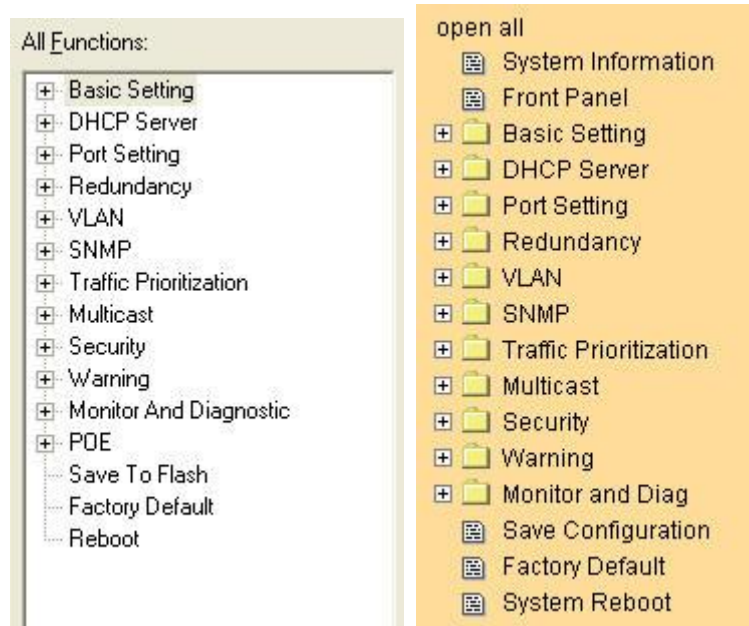 All Functions:
Basic Setting
DHCP Server
Port Setting
Redundancy
VLAN
SNMP
Traffic Prioritization
Multicast
Security
Warning
Monitor And Diagnostic
POE
Save To Flash
Factory Default
Reboot
open all
System Information
Front Panel
Basic Setting
DHCP Server
Port Setting
Redundancy
VLAN
SNMP
Traffic Prioritization
Multicast
Security
Warning
Monitor and Diag
Save Configuration
Factory Default
System Reboot